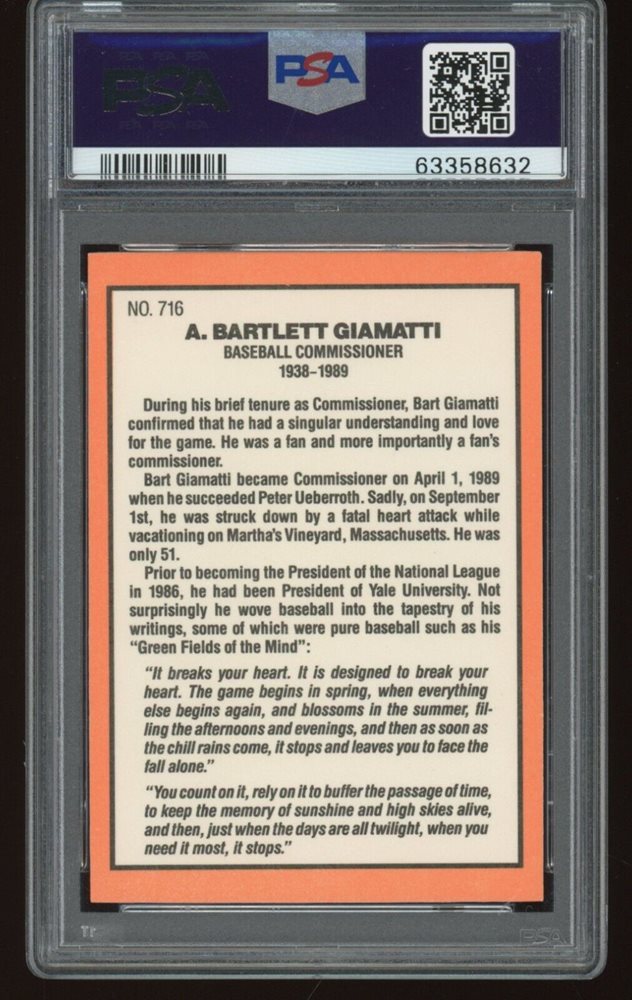 PSA
PSA
63358632
NO. 716
A. BARTLETT GIAMATTI
BASEBALL COMMISSIONER
1938-1989
During his brief tenure as Commissioner, Bart Giamatti
confirmed that he had a singular understanding and love
for the game. He was a fan and more importantly a fan's
commissioner.
Bart Giamatti became Commissioner on April 1, 1989
when he succeeded Peter Ueberroth. Sadly, on September
1st, he was struck down by a fatal heart attack while
vacationing on Martha's Vineyard, Massachusetts. He was
only 51.
Prior to becoming the President of the National League
in 1986, he had been President of Yale University. Not
surprisingly he wove baseball into the tapestry of his
writings, some of which were pure baseball such as his
"Green Fields of the Mind":
"It breaks your heart. It is designed to break your
heart. The game begins in spring, when everything
else begins again, and blossoms in the summer, fil-
ling the afternoons and evenings, and then as soon as
the chill rains come, it stops and leaves you to face the
fall alone."
"You count on it, rely on it to buffer the passage of time,
to keep the memory of sunshine and high skies alive,
and then, just when the days are all twilight, when you
need it most, it stops."
PSA